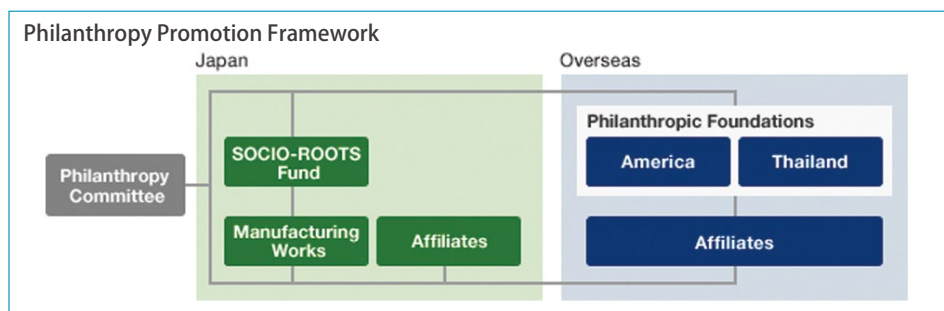 Philanthropy Promotion Framework
Japan
Overseas
Philanthropic Foundations
SOCIO-ROOTS
Fund
America
Thailand
Philanthropy
Committee
Manufacturing
Works
Affiliates
Affiliates